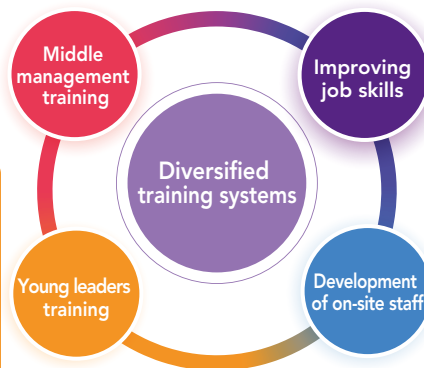 Middle
management
training
Improving
job skills
Diversified
training systems
Young leaders
training
Development
of on-site staff